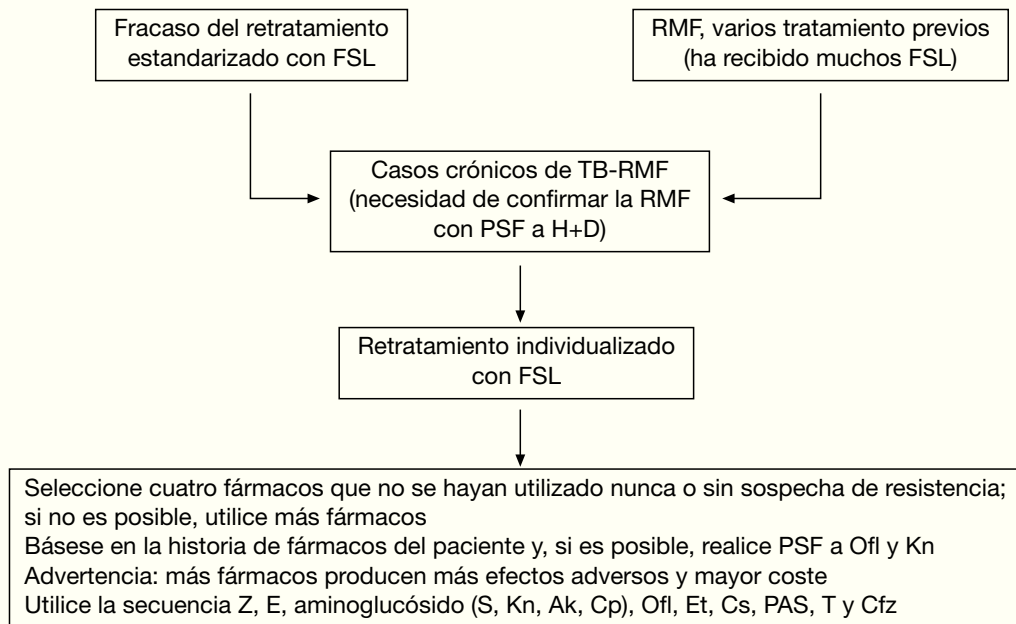 Fracaso del retratamiento
estandarizado con FSL
RMF, varios tratamiento previos
(ha recibido muchos FSL)
Casos crónicos de TB-RMF
(necesidad de confirmar la RMF
con PSF a H+D)
Retratamiento individualizado
con FSL
Seleccione cuatro fármacos que no se hayan utilizado nunca o sin sospecha de resistencia;
si no es posible, utilice más fármacos
Básese en la historia de fármacos del paciente y, si es posible, realice PSF a Ofl y Kn
Advertencia: más fármacos producen más efectos adversos y mayor coste
Utilice la secuencia Z, E, aminoglucósido (S, Kn, Ak, Cp), Ofl, Et, Cs, PAS, T y Cfz